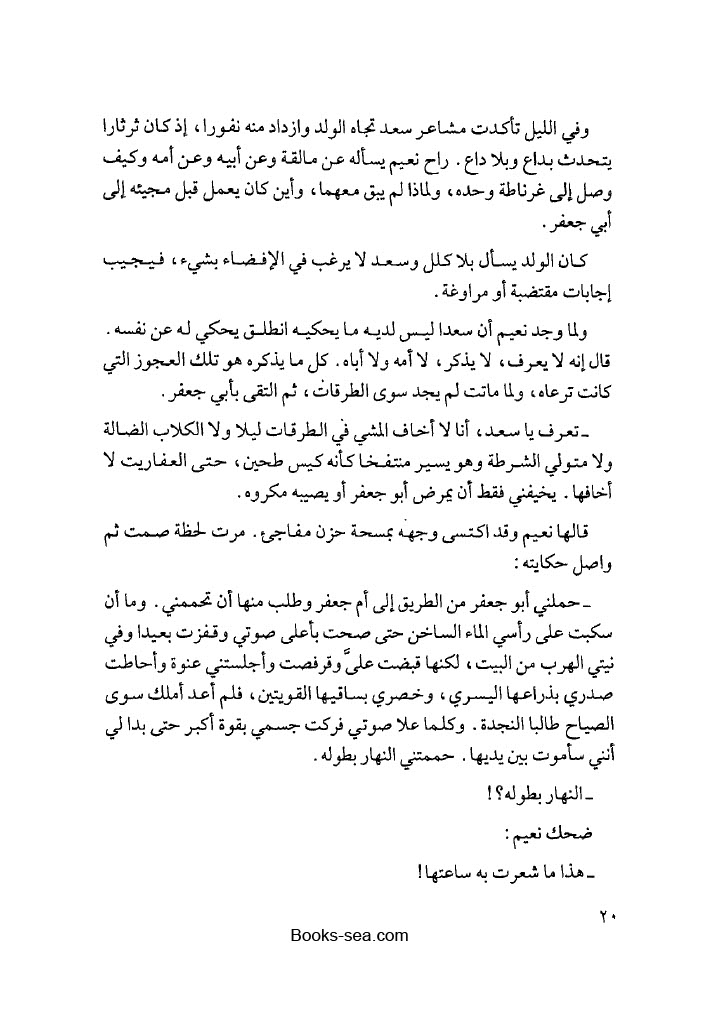 وفي الليل تأكدت مشاعر سعد تجاه الولد وازداد منه نفورا، إذ كان ثرثارا
يتحدث بداع وبلا داع. راح نعيم يسأله عن مالقة وعن أبيه وعن أمه وكيف
وصل إلى غرناطة وحده، ولماذا لم يبق معهما، وأين كان يعمل قبل مجيئه إلى
أبي جعفر.
كان الولد يسأل بلا كلل وسعد لا يرغب في الإفضاء بشيء، فيجيب
إجابات مقتضبة أو مراوغة.
ولما وجد نعيم أن سعدا ليس لديه ما يحكيه انطلق يحكي له عن نفسه.
قال إنه لا يعرف، لا يذكر، لا أمه ولا أباه. كل ما يذكره هو تلك العجوز التي
كانت ترعاه، ولما ماتت لم يجد سوى الطرقات، ثم التقى بأبي جعفر.
ـ تعرف يا سعد، أنا لا أخاف المشي في الطرقات ليلا ولا الكلاب الضالة
ولا متولي الشرطة وهو يسير منتفخا كأنه كيس طحين، حتى العفاريت لا
أخافها. يخيفني فقط أن يمرض أبو جعفر أو يصيبه مكروه.
قالها نعيم وقد اكتسى وجهه بمسحة حزن مفاجئ. مرت لحظة صمت ثم
واصل حكايته:
ـ حملني أبو جعفر من الطريق إلى أم جعفر وطلب منها أن تحممني. وما أن
سكبت على رأسي الماء الساخن حتى صحت بأعلى صوتي وقفزت بعيدا وفي
نيتي الهرب من البيت، لكنها قبضت عليَّ وقرفصت وأجلستني عنوة وأحاطت
صدري بذراعها اليسري، وخصري بساقيها القويتين، فلم أعد أملك سوى
الصياح طالبا النجدة. وكلما علا صوتي فركت جسمي بقوة أكبر حتى بدا لي
أنني سأموت بين يديها. حممتني النهار بطوله.
ـ النهار بطوله؟!
ضحك نعيم:
ـ هذا ما شعرت به ساعتها!
٢٠
Books-sea.com